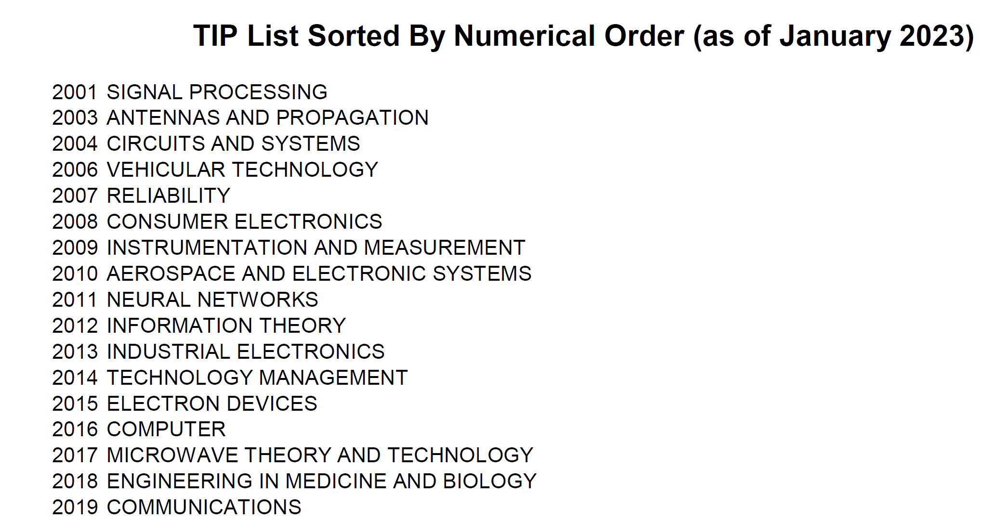 TIP List Sorted By Numerical Order (as of January 2023)
2001 SIGNAL PROCESSING
2003 ANTENNAS AND PROPAGATION
2004 CIRCUITS AND SYSTEMS
2006 VEHICULAR TECHNOLOGY
2007 RELIABILITY
2008 CONSUMER ELECTRONICS
2009 INSTRUMENTATION AND MEASUREMENT
2010 AEROSPACE AND ELECTRONIC SYSTEMS
2011 NEURAL NETWORKS
2012 INFORMATION THEORY
2013 INDUSTRIAL ELECTRONICS
2014 TECHNOLOGY MANAGEMENT
2015 ELECTRON DEVICES
2016 COMPUTER
2017 MICROWAVE THEORY AND TECHNOLOGY
2018 ENGINEERING IN MEDICINE AND BIOLOGY
2019 COMMUNICATIONS